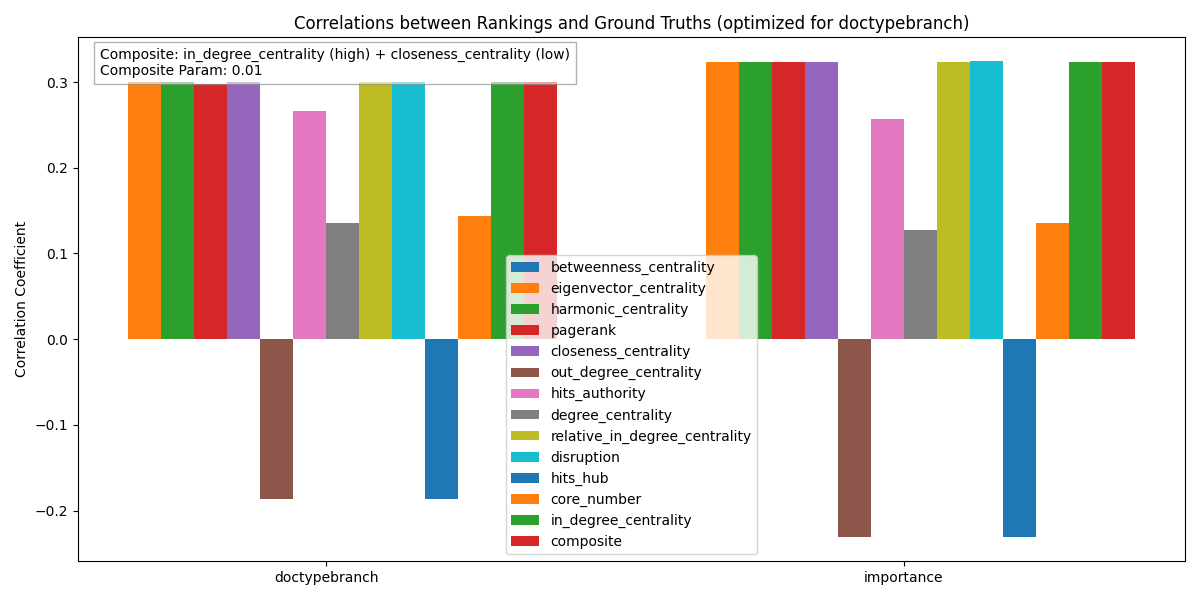 Correlations between Rankings and Ground Truths (optimized for doctypebranch)
Composite: in_degree_centrality (high) + closeness_centrality (low)
Composite Param: 0.01
Correlation Coefficient
0.3
0.2
0.1
0.0
−0.1
−0.2
betweenness_centrality
eigenvector_centrality
harmonic_centrality
pagerank
closeness_centrality
out_degree_centrality
hits_authority
degree_centrality
relative_in_degree_centrality
disruption
hits_hub
core_number
in_degree_centrality
composite
doctypebranch
importance